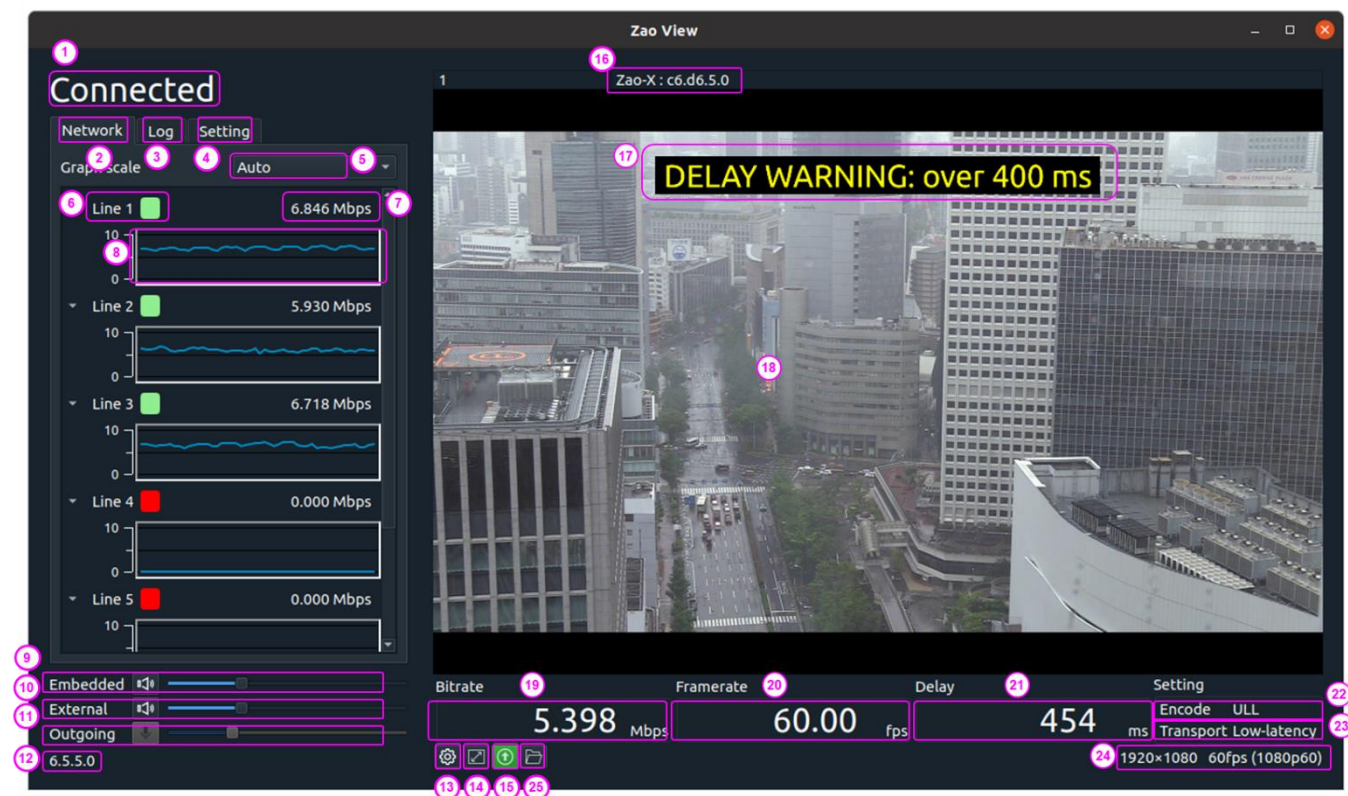 Zao View
1
Connected
16
1
Zao-X : c6.d6.5.0
Network
Log
Setting
2
3
4
Graph scale
Auto
5
17
DELAY WARNING: over 400 ms
6
Line 1
6.846 Mbps
7
10
8
0
Line 2
5.930 Mbps
10
0
18
Line 3
6.718 Mbps
10
0
Line 4
0.000 Mbps
10
0
Line 5
0.000 Mbps
10
9
Embedded
10
External
11
Outgoing
12
6.5.5.0
Bitrate
19
Framerate
20
Delay
21
Setting
22
5.398 Mbps
60.00 fps
454 ms
Encode ULL
Transport Low-latency
23
24
1920×1080 60fps (1080p60)
13
14
15
25